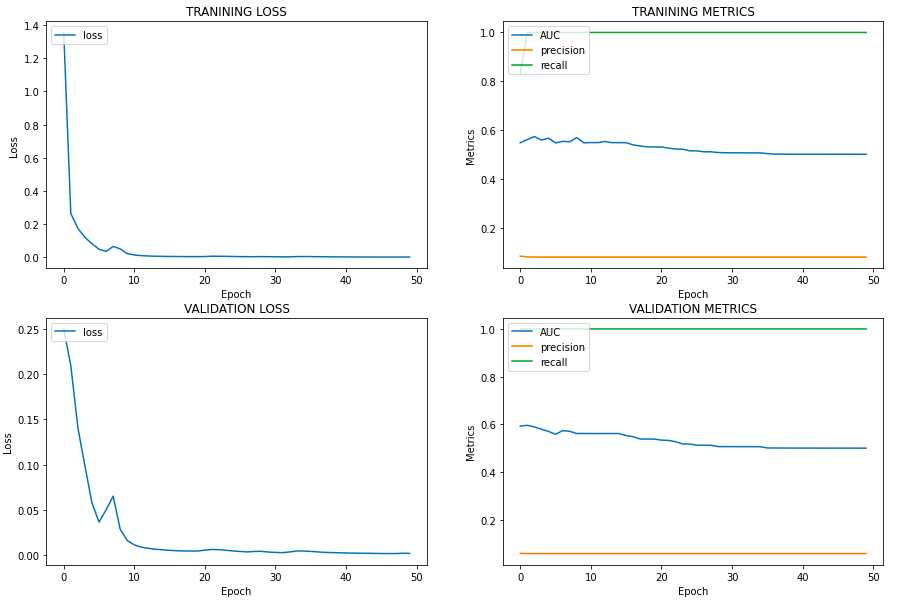 TRANINING LOSS
1.4
1.2
1.0
0.8
0.6
0.4
0.2
0.0
Loss
loss
0 10 20 30 40 50
Epoch
TRANINING METRICS
1.0
0.8
0.6
0.4
0.2
Metrics
AUC
precision
recall
0 10 20 30 40 50
Epoch
VALIDATION LOSS
0.25
0.20
0.15
0.10
0.05
0.00
Loss
loss
0 10 20 30 40 50
Epoch
VALIDATION METRICS
1.0
0.8
0.6
0.4
0.2
Metrics
AUC
precision
recall
0 10 20 30 40 50
Epoch